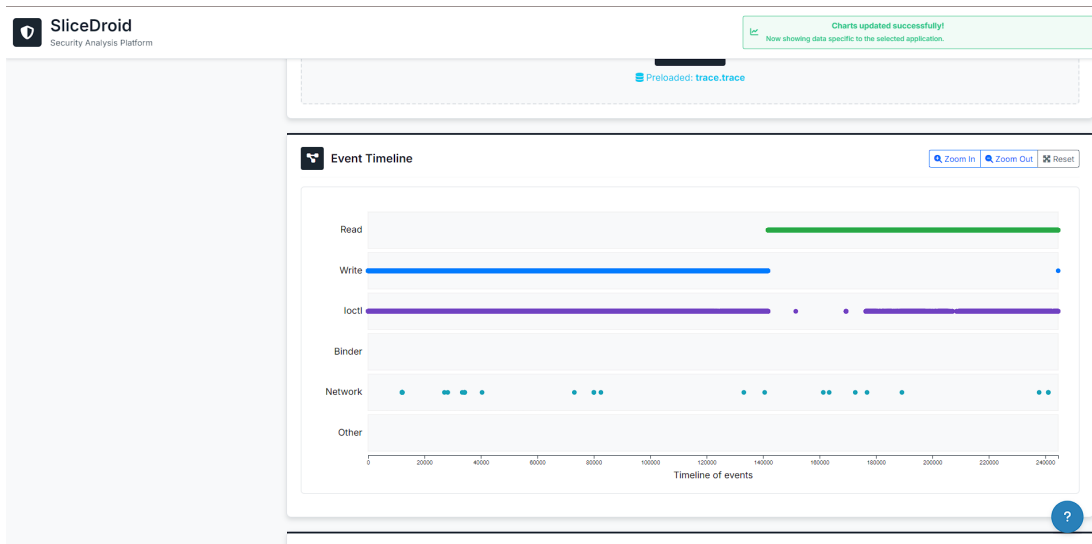 SliceDroid
Security Analysis Platform
Charts updated successfully!
Now showing data specific to the selected application.
Preloaded: trace.trace
Event Timeline
Zoom In
Zoom Out
Reset
Read
Write
Ioctl
Binder
Network
Other
0 20000 40000 60000 80000 100000 120000 140000 160000 180000 200000 220000 240000
Timeline of events
?